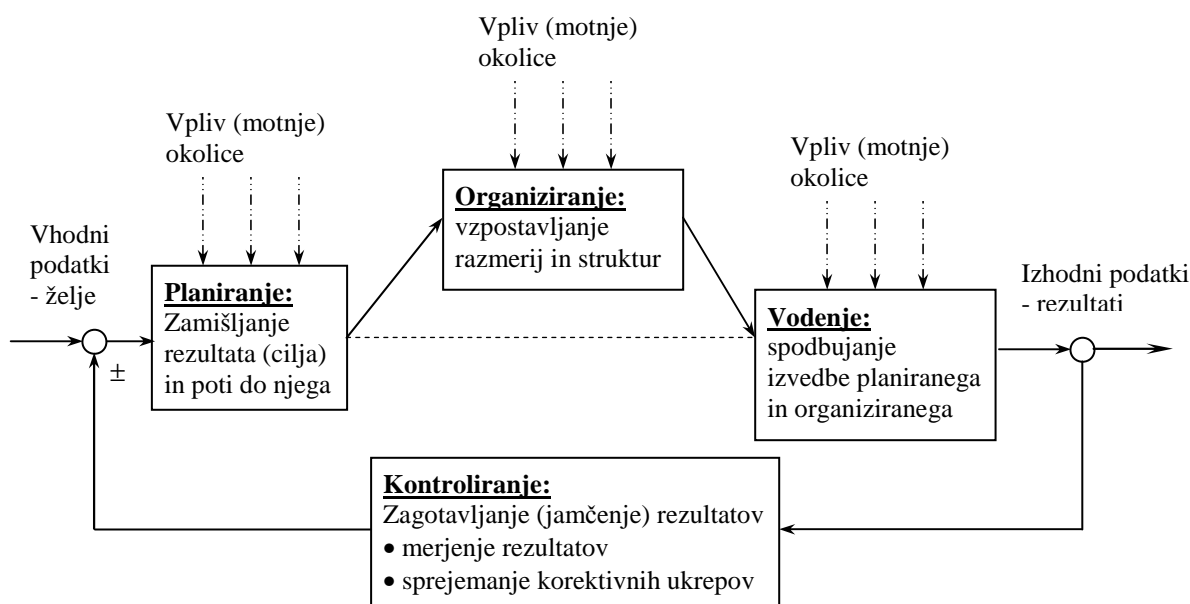 Vpliv (motnje)
okolice
Vpliv (motnje)
okolice
Vpliv (motnje)
okolice
Organiziranje:
vzpostavljanje
razmerij in struktur
Vhodni
podatki
- želje
Planiranje:
Zamišljanje
rezultata (cilja)
in poti do njega
±
Vodenje:
spodbujanje
izvedbe planiranega
in organiziranega
Izhodni podatki
- rezultati
Kontroliranje:
Zagotavljanje (jamčenje) rezultatov
• merjenje rezultatov
• sprejemanje korektivnih ukrepov